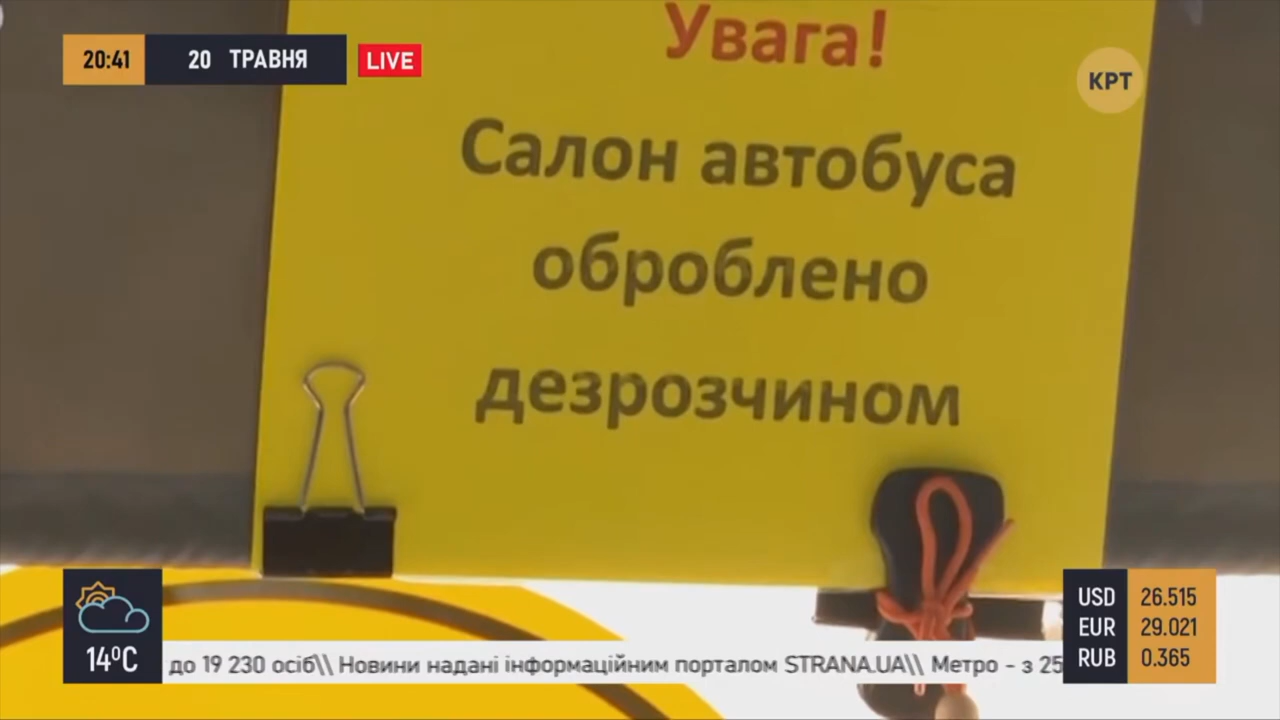 20:41 20 ТРАВНЯ LIVE
КРТ
Увага!
Салон автобуса
оброблено
дезрозчином
14°C
до 19 230 осіб\\ Новини надані інформаційним порталом STRANA.UA\\ Метро - з 25
USD 26.515
EUR 29.021
RUB 0.365